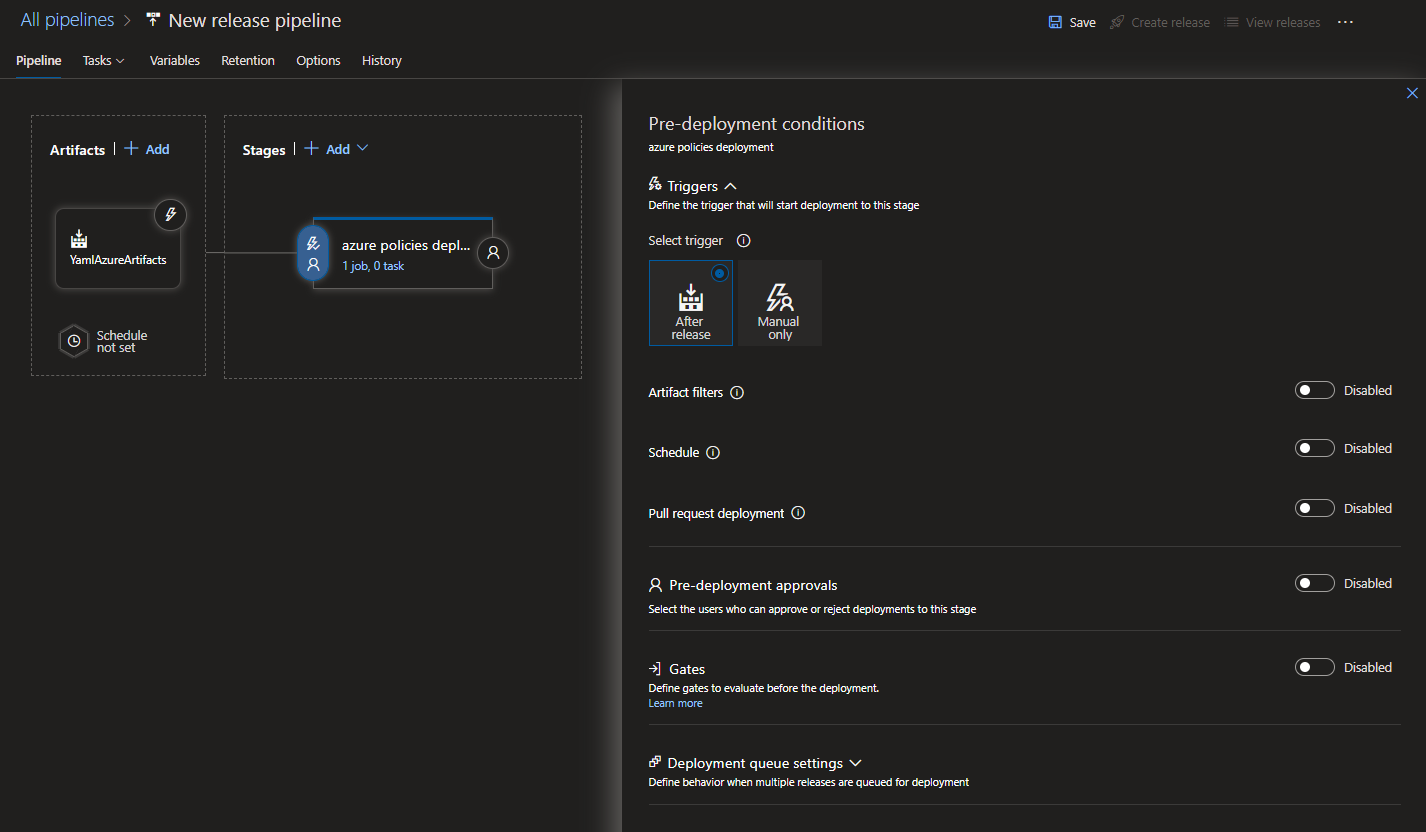 All pipelines > New release pipeline
Save
Create release
View releases
...
Pipeline
Tasks
Variables
Retention
Options
History
Artifacts | + Add
YamlAzureArtifacts
Schedule
not set
Stages | + Add
azure policies depl...
1 job, 0 task
Pre-deployment conditions
azure policies deployment
Triggers
Define the trigger that will start deployment to this stage
Select trigger
After
release
Manual
only
Artifact filters
Disabled
Schedule
Disabled
Pull request deployment
Disabled
Pre-deployment approvals
Disabled
Select the users who can approve or reject deployments to this stage
Gates
Disabled
Define gates to evaluate before the deployment.
Learn more
Deployment queue settings
Define behavior when multiple releases are queued for deployment